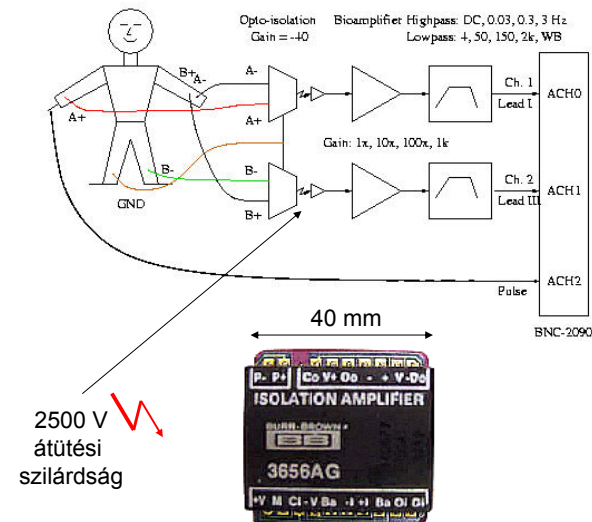 Opto-isolation
Gain = -40
Bioamplifier Highpass: DC, 0.03, 0.3, 3 Hz
Lowpass: 4, 50, 150, 2k, WB
B+
A-
A-
A+
A+
Ch. 1
Lead I
ACH0
Gain: 1x, 10x, 100x, 1k
B-
B-
B+
GND
Ch. 2
Lead III
ACH1
Pulse
ACH2
BNC-2090
40 mm
2500 V
átütési
szilárdság
P- P+ Co V+ Oo - + V- Do
ISOLATION AMPLIFIER
BURR-BROWN
BB
3656AG
+V M CI -V Ba -I +I Ba OI GI